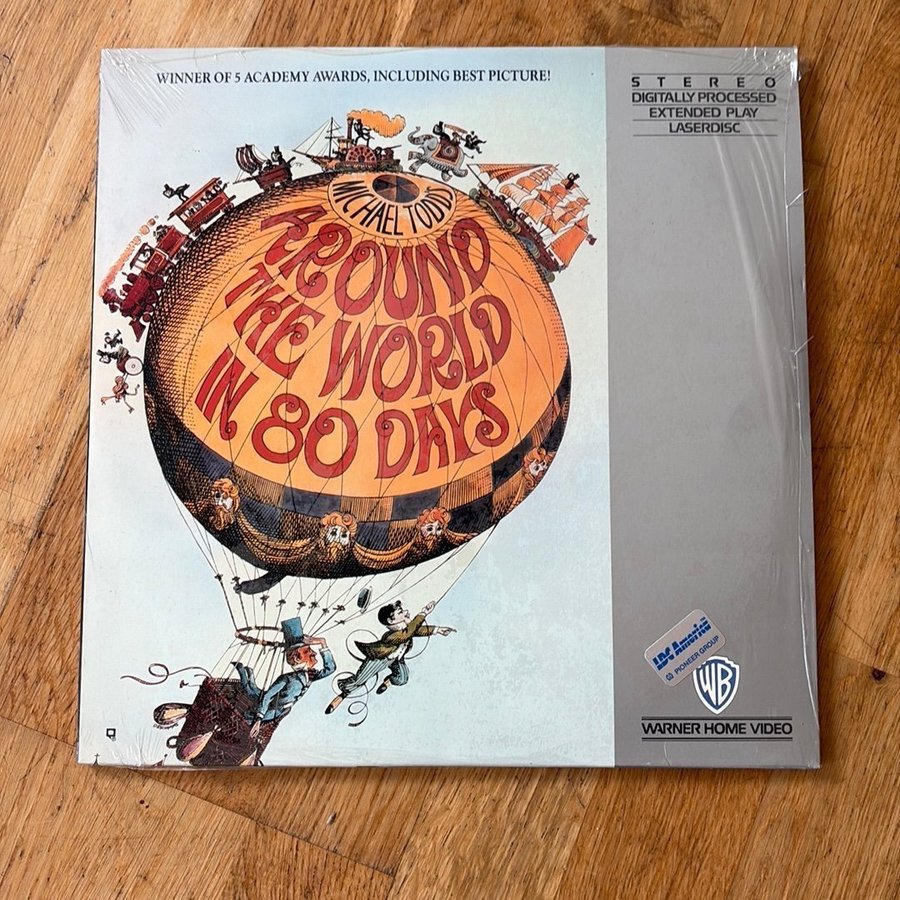 WINNER OF 5 ACADEMY AWARDS, INCLUDING BEST PICTURE!
MICHAEL TODD
AROUND
THE WORLD
IN 80 DAYS
STEREO
DIGITALLY PROCESSED
EXTENDED PLAY
LASERDISC
LDC America
PIONEER GROUP
WB
WARNER HOME VIDEO